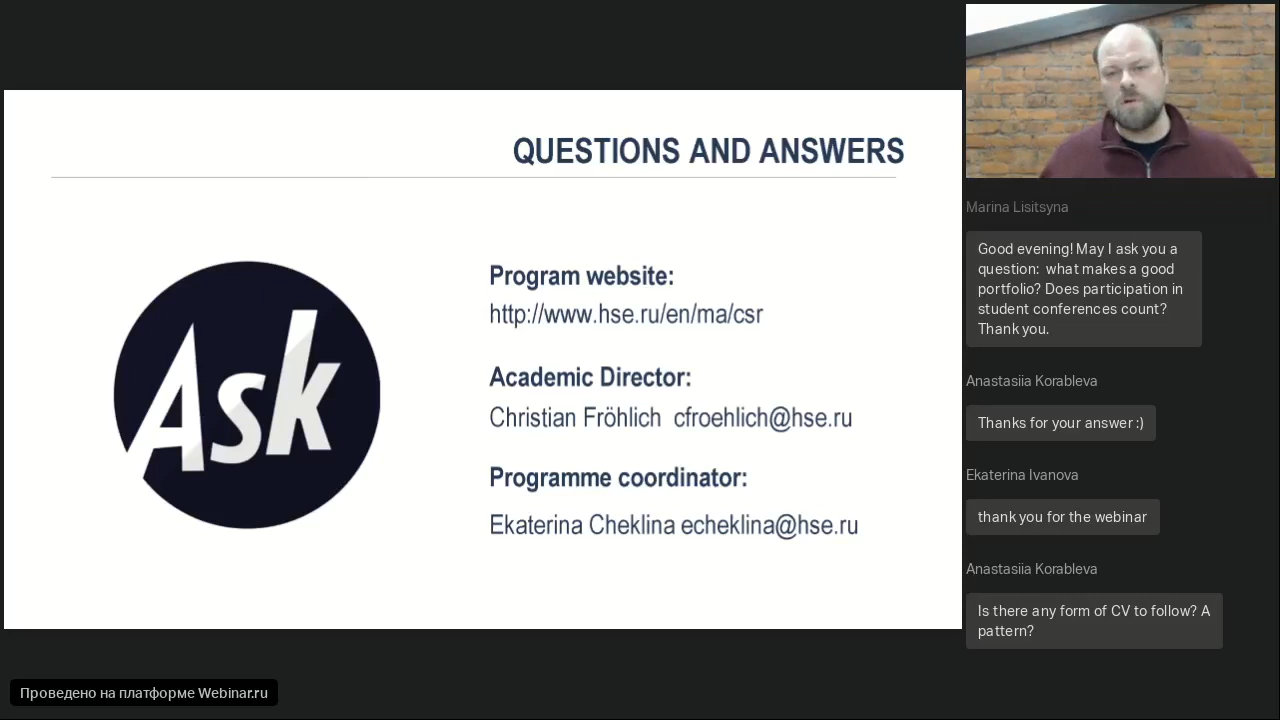 QUESTIONS AND ANSWERS
Ask
Program website:
http://www.hse.ru/en/ma/csr
Academic Director:
Christian Fröhlich cfroehlich@hse.ru
Programme coordinator:
Ekaterina Cheklina echeklina@hse.ru
Marina Lisitsyna
Good evening! May I ask you a
question: what makes a good
portfolio? Does participation in
student conferences count?
Thank you.
Anastasiia Korableva
Thanks for your answer :)
Ekaterina Ivanova
thank you for the webinar
Anastasiia Korableva
Is there any form of CV to follow? A
pattern?
Проведено на платформе Webinar.ru